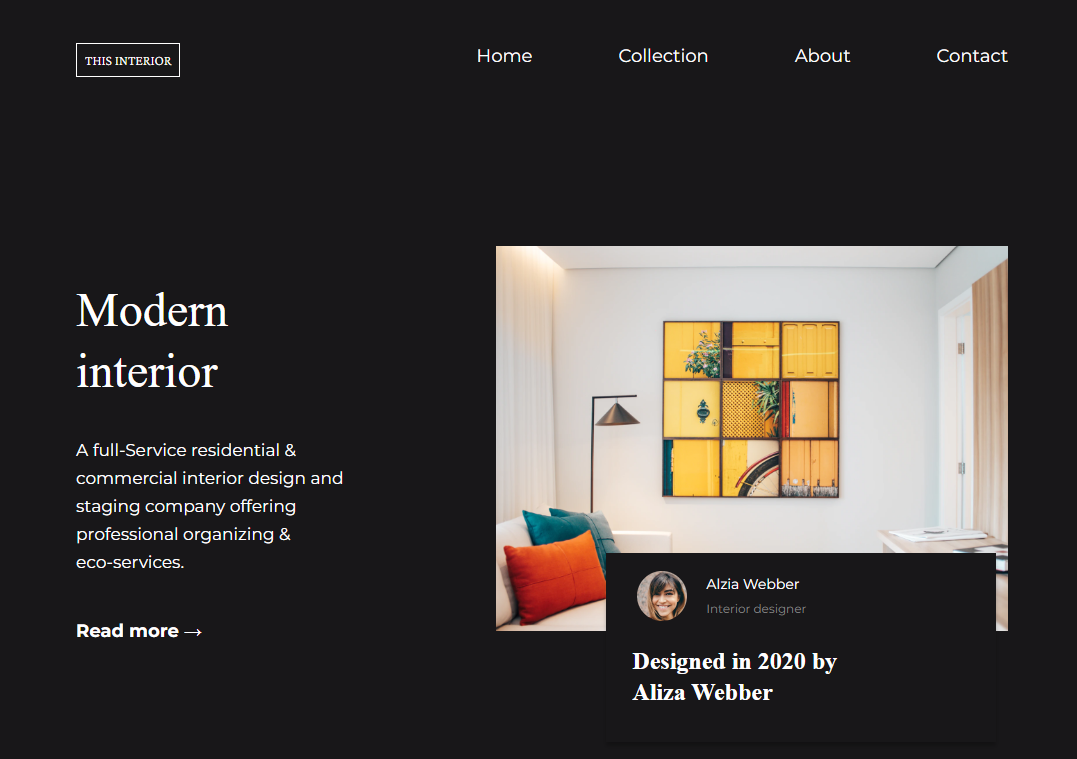 THIS INTERIOR
Home
Collection
About
Contact
Modern
interior
A full-Service residential &
commercial interior design and
staging company offering
professional organizing &
eco-services.
Read more →
Alzia Webber
Interior designer
Designed in 2020 by
Aliza Webber